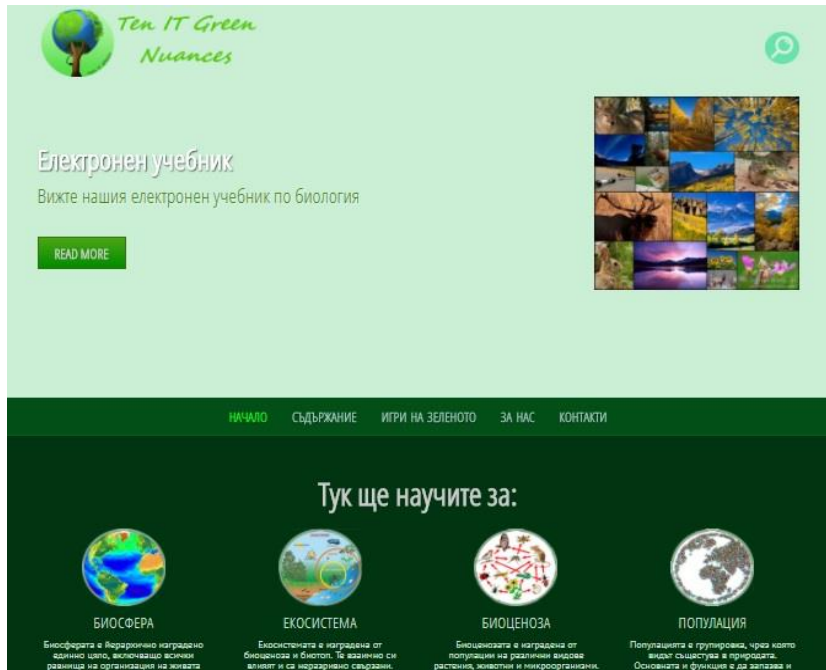 Ten IT Green
Nuances
Електронен учебник
Вижте нашия електронен учебник по биология
READ MORE
НАЧАЛО СЪДЪРЖАНИЕ ИГРИ НА ЗЕЛЕНОТО ЗА НАС КОНТАКТИ
Тук ще научите за:
БИОСФЕРА
Биосферата е йерархично изградено
единно цяло, включващо всички
равнища на организация на живата
ЕКОСИСТЕМА
Екосистемата е изградена от
биоценоза и биотоп. Те взаимно си
влияят и са неразривно свързани.
БИОЦЕНОЗА
Биоценозата е изградена от
популации на различни видове
растения, животни и микроорганизми.
ПОПУЛАЦИЯ
Популацията е групировка, чрез която
видът съществува в природата.
Основната и функция е да запазва и